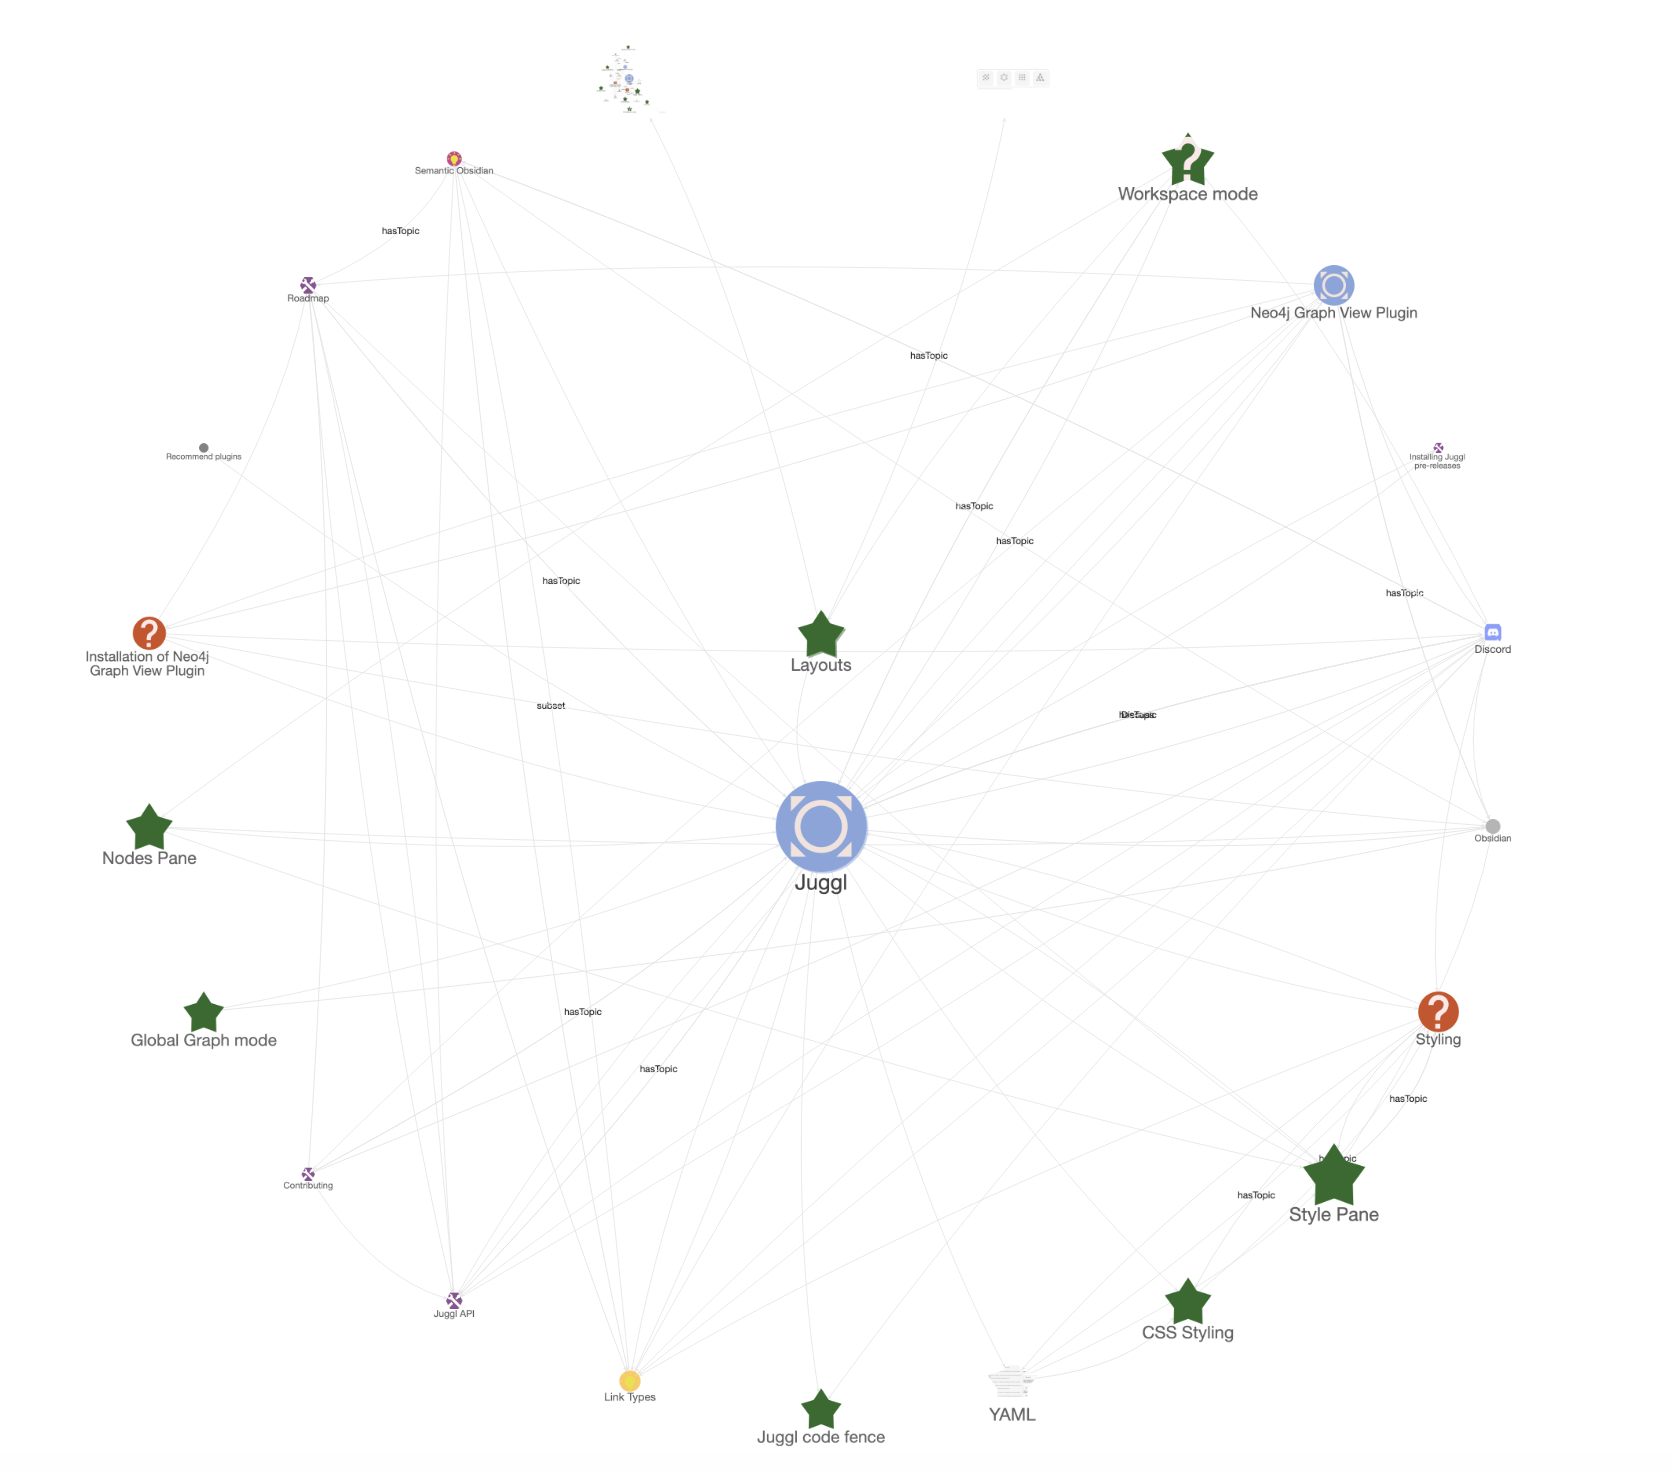 Semantic Obsidian
Workspace mode
hasTopic
Roadmap
Neo4j Graph View Plugin
hasTopic
Recommend plugins
Installing Juggl
pre-releases
hasTopic
hasTopic
hasTopic
hasTopic
Installation of Neo4j
Graph View Plugin
Layouts
Discord
subset
Juggl
Nodes Pane
Obsidian
hasTopic
Global Graph mode
Styling
hasTopic
hasTopic
Contributing
hasTopic
Style Pane
Juggl API
CSS Styling
Link Types
YAML
Juggl code fence